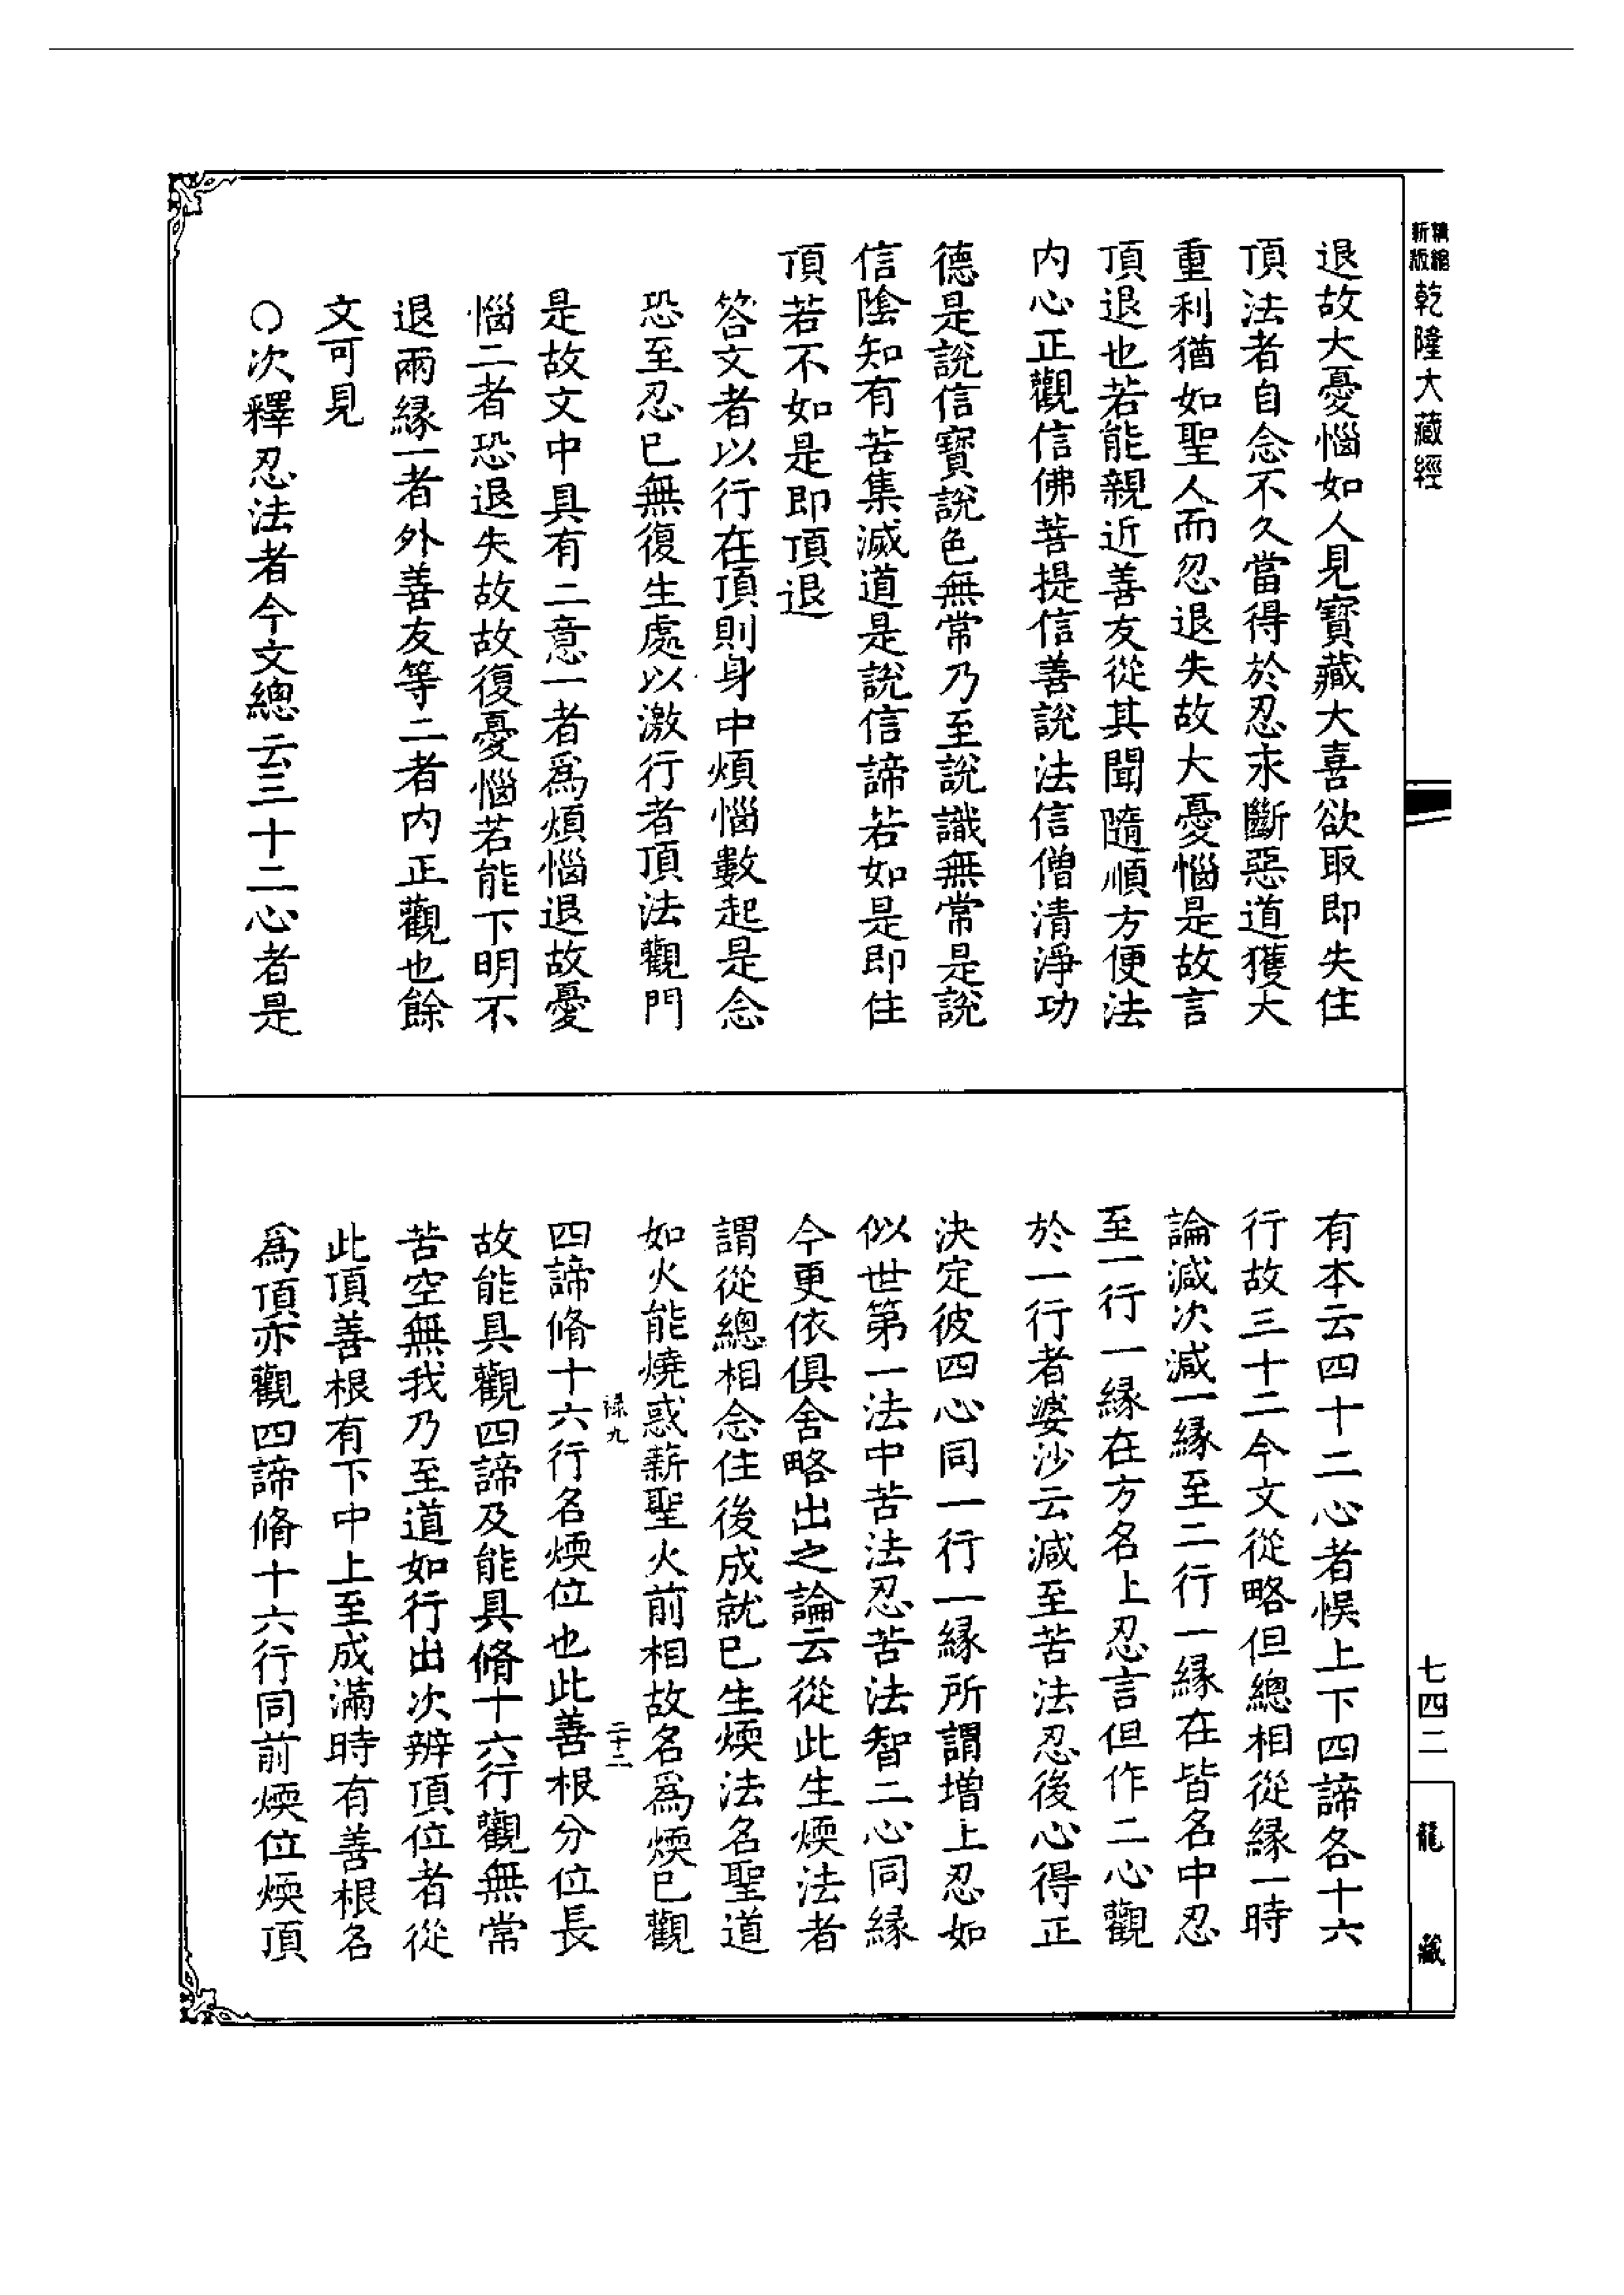 精縮
新版
乾隆大藏經
退故大憂惱如人見寶藏大喜欲取即失住
頂法者自念不久當得於忍永斷惡道獲大
重利猶如聖人而忍退失故大憂惱是故言
頂退也若能親近善友從其聞隨順方便法
內心正觀信佛菩提信善說法信僧清淨功
德是說信寶說色無常乃至說識無常是說
信陰知有苦集滅道是說信諦若如是即住
頂若不如是即頂退
答文者以行在頂則身中煩惱數起是念
恐至忍已無復生處以激行者頂法觀門
是故文中具有二意一者爲煩惱退故憂
惱二者恐退失故故復憂惱若能下明不
退兩緣一者外善友等二者內正觀也餘
文可見
○次釋忍法者今文總云三十二心者是
有本云四十二心者悞上下四諦各十六
行故三十二今文從略但總相從緣一時
論減次減一緣至二行一緣在皆名中忍
至一行一緣在方名上忍言但作二心觀
於一行者婆沙云減至苦法忍後心得正
決定彼四心同一行一緣所謂增上忍如
似世第一法中苦法忍苦法智二心同緣
今更依俱舍略出之論云從此生煗法者
謂從總相念住後成就已生煗法名聖道
如火能燒惑薪聖火前相故名爲煗已觀
祿九
二十二
四諦脩十六行名煗位也此善根分位長
故能具觀四諦及能具脩十六行觀無常
苦空無我乃至道如行出次辨頂位者從
此頂善根有下中上至成滿時有善根名
爲頂亦觀四諦脩十六行同前煗位煗頂
七四二
龍藏